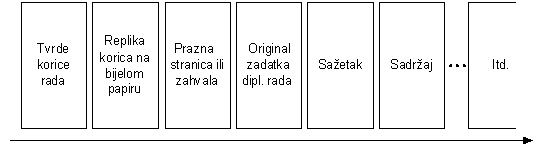 Tvrde
korice
rada
Replika
korica na
bijelom
papiru
Prazna
stranica ili
zahvala
Original
zadatka
dipl. rada
Sažetak
Sadržaj
...
Itd.